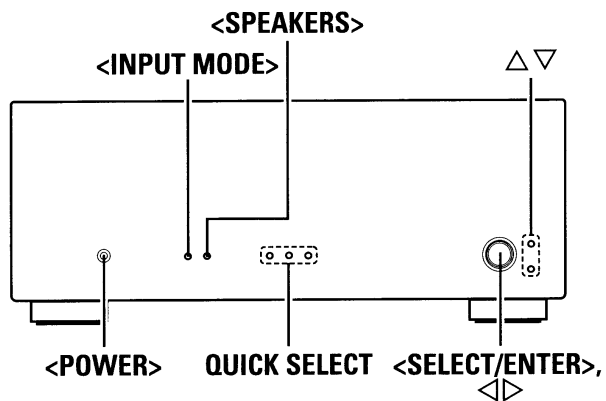 <SPEAKERS>
<INPUT MODE>
△ ▽
<POWER>
QUICK SELECT
<SELECT/ENTER>,
◁▷